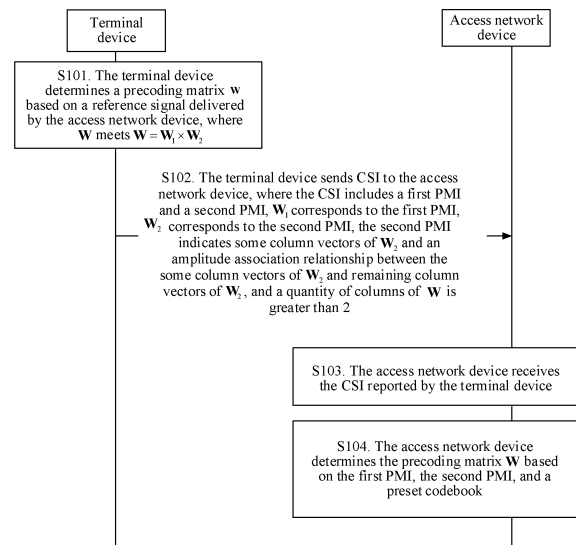 Terminal
device
Access network
device
S101. The terminal device
determines a precoding matrix W
based on a reference signal delivered
by the access network device, where
W meets W = W₁ × W₂
S102. The terminal device sends CSI to the access
network device, where the CSI includes a first PMI
and a second PMI, W₁ corresponds to the first PMI,
W₂ corresponds to the second PMI, the second PMI
indicates some column vectors of W₂ and an
amplitude association relationship between the
some column vectors of W₂ and remaining column
vectors of W₂, and a quantity of columns of W is
greater than 2
S103. The access network device receives
the CSI reported by the terminal device
S104. The access network device
determines the precoding matrix W based
on the first PMI, the second PMI, and a
preset codebook